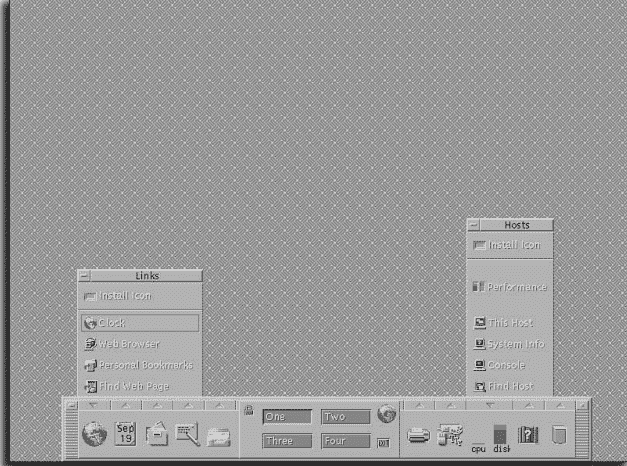 Hosts
Install Icon
Performance
This Host
System Info
Console
Find Host
Links
Install Icon
Clock
Web Browser
Personal Bookmarks
Find Web Page
One
Two
Three
Four
Sep
19
?
EXIT
cpu
disk